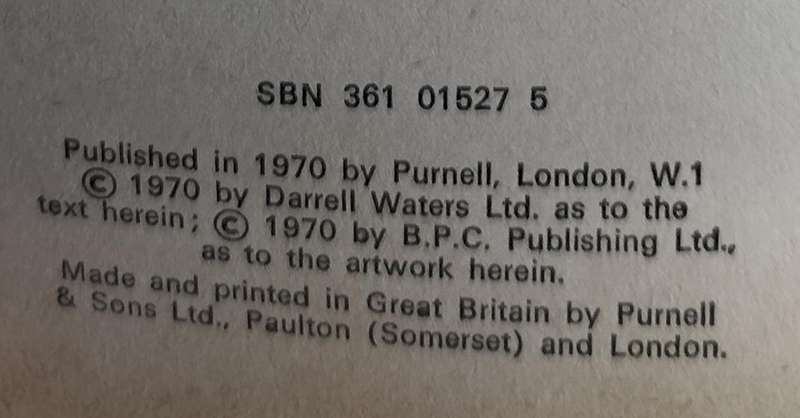 SBN 361 01527 5
Published in 1970 by Purnell, London, W.1
© 1970 by Darrell Waters Ltd. as to the
text herein; © 1970 by B.P.C. Publishing Ltd.,
as to the artwork herein.
Made and printed in Great Britain by Purnell
& Sons Ltd., Paulton (Somerset) and London.